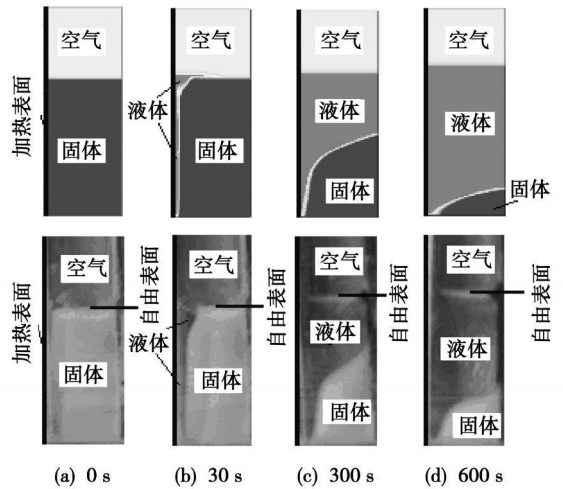 空气
空气
空气
空气
加热表面
固体
液体
固体
液体
固体
液体
固体
空气
自由表面
空气
自由表面
空气
自由表面
空气
自由表面
加热表面
固体
液体
固体
液体
固体
液体
固体
(a) 0 s
(b) 30 s
(c) 300 s
(d) 600 s